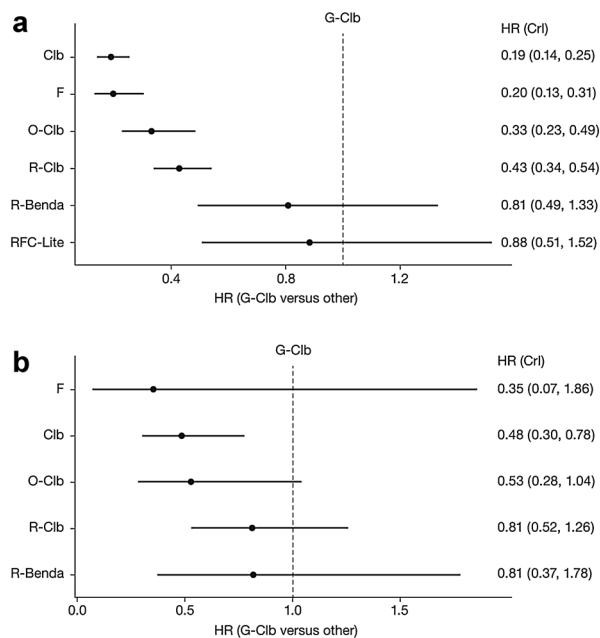 a
G-Clb
HR (CrI)
Clb 0.19 (0.14, 0.25)
F 0.20 (0.13, 0.31)
O-Clb 0.33 (0.23, 0.49)
R-Clb 0.43 (0.34, 0.54)
R-Benda 0.81 (0.49, 1.33)
RFC-Lite 0.88 (0.51, 1.52)
0.4 0.8 1.2
HR (G-Clb versus other)
b
G-Clb
HR (CrI)
F 0.35 (0.07, 1.86)
Clb 0.48 (0.30, 0.78)
O-Clb 0.53 (0.28, 1.04)
R-Clb 0.81 (0.52, 1.26)
R-Benda 0.81 (0.37, 1.78)
0.0 0.5 1.0 1.5
HR (G-Clb versus other)